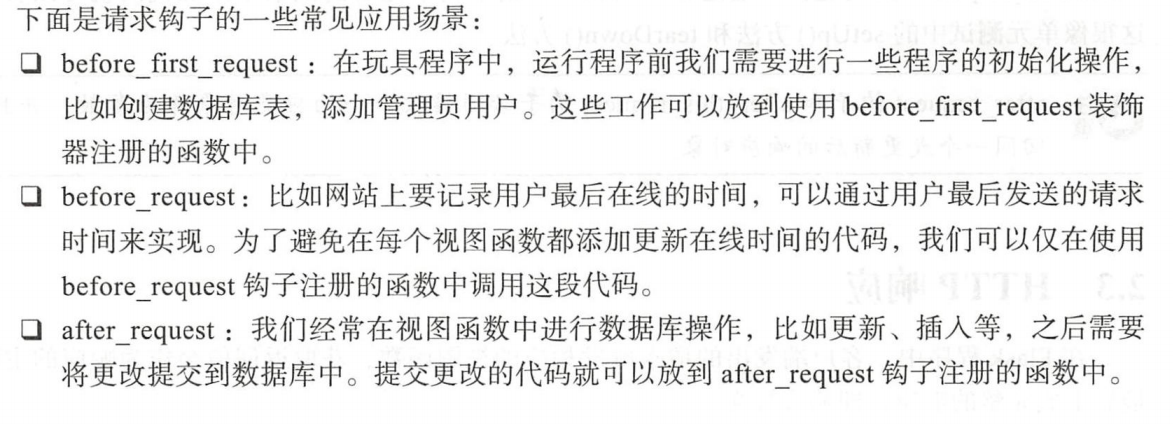 下面是请求钩子的一些常见应用场景：
❑ before_first_request：在玩具程序中，运行程序前我们需要进行一些程序的初始化操作，
比如创建数据库表，添加管理员用户。这些工作可以放到使用 before_first_request 装饰
器注册的函数中。
❑ before_request：比如网站上要记录用户最后在线的时间，可以通过用户最后发送的请求
时间来实现。为了避免在每个视图函数都添加更新在线时间的代码，我们可以仅在使用
before_request 钩子注册的函数中调用这段代码。
❑ after_request：我们经常在视图函数中进行数据库操作，比如更新、插入等，之后需要
将更改提交到数据库中。提交更改的代码就可以放到 after_request 钩子注册的函数中。